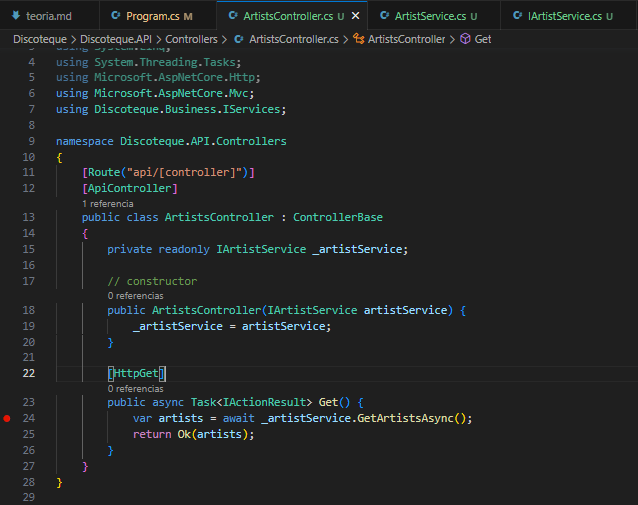 teoria.md Program.cs M ArtistsController.cs U ArtistService.cs U IArtistService.cs U
Discoteque > Discoteque.API > Controllers > ArtistsController.cs > ArtistsController > Get
3 using System.Linq;
4 using System.Threading.Tasks;
5 using Microsoft.AspNetCore.Http;
6 using Microsoft.AspNetCore.Mvc;
7 using Discoteque.Business.IServices;
8
9 namespace Discoteque.API.Controllers
10 {
11 [Route("api/[controller]")]
12 [ApiController]
1 referencia
13 public class ArtistsController : ControllerBase
14 {
15 private readonly IArtistService _artistService;
16
17 // constructor
0 referencias
18 public ArtistsController(IArtistService artistService) {
19 _artistService = artistService;
20 }
21
22 [HttpGet]
0 referencias
23 public async Task<IActionResult> Get() {
24 var artists = await _artistService.GetArtistsAsync();
25 return Ok(artists);
26 }
27 }
28 }
29